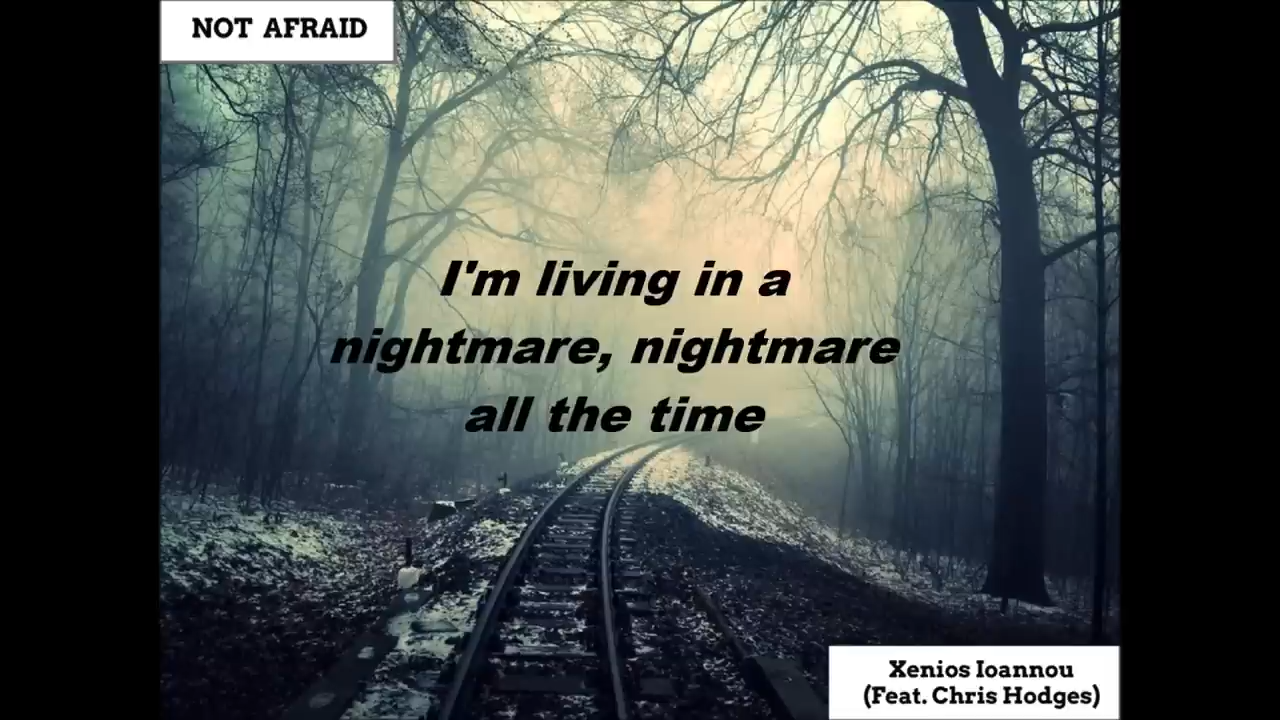 NOT AFRAID
I'm living in a
nightmare, nightmare
all the time
Xenios Ioannou
(Feat. Chris Hodges)